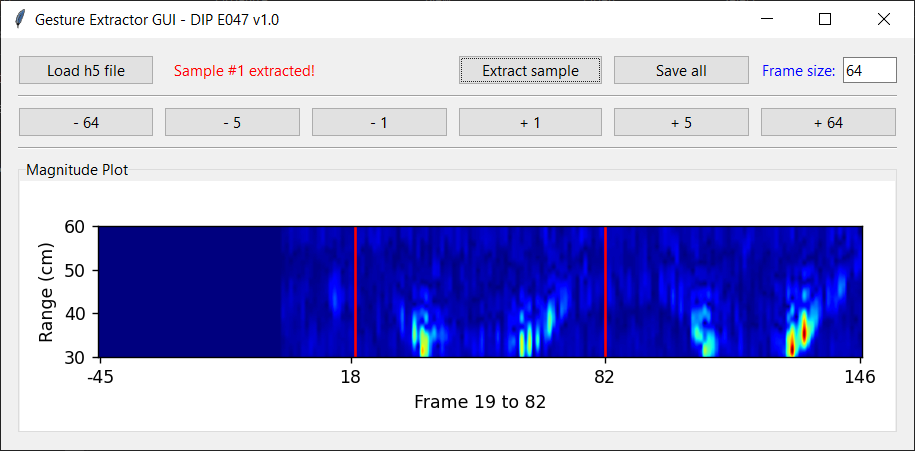 Gesture Extractor GUI - DIP E047 v1.0
Load h5 file
Sample #1 extracted!
Extract sample
Save all
Frame size:
64
- 64
- 5
- 1
+ 1
+ 5
+ 64
Magnitude Plot
60
50
40
30
Range (cm)
-45
18
82
146
Frame 19 to 82